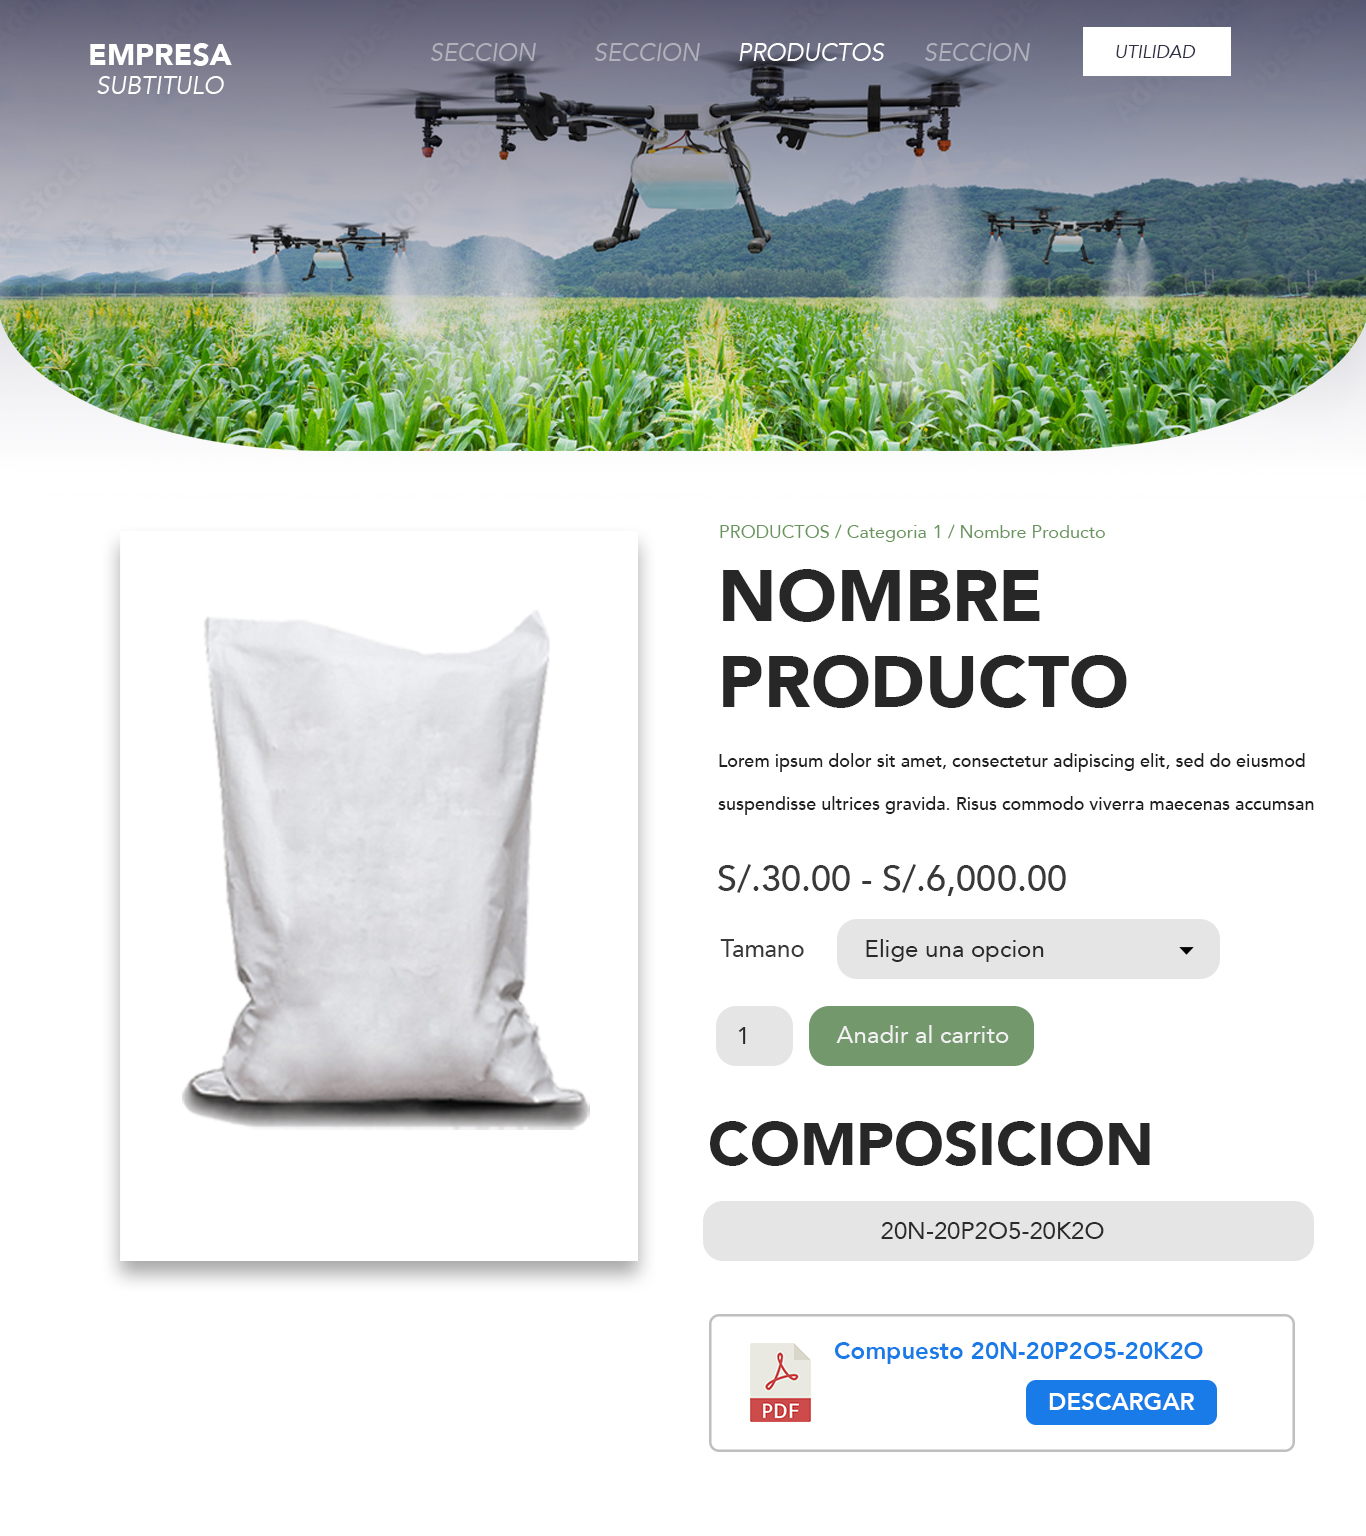 EMPRESA
SUBTITULO
SECCION
SECCION
PRODUCTOS
SECCION
UTILIDAD
PRODUCTOS / Categoria 1 / Nombre Producto
NOMBRE
PRODUCTO
Lorem ipsum dolor sit amet, consectetur adipiscing elit, sed do eiusmod
suspendisse ultrices gravida. Risus commodo viverra maecenas accumsan
S/.30.00 - S/.6,000.00
Tamano
Elige una opcion
1
Anadir al carrito
COMPOSICION
20N-20P2O5-20K2O
Compuesto 20N-20P2O5-20K2O
PDF
DESCARGAR